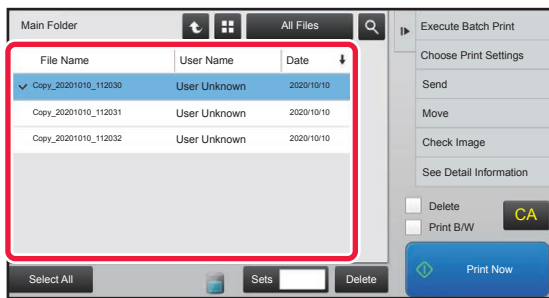 Main Folder
All Files
File Name User Name Date
Copy_20201010_112030 User Unknown 2020/10/10
Copy_20201010_112031 User Unknown 2020/10/10
Copy_20201010_112032 User Unknown 2020/10/10
Select All
Sets
Delete
Execute Batch Print
Choose Print Settings
Send
Move
Check Image
See Detail Information
Delete
Print B/W
CA
Print Now